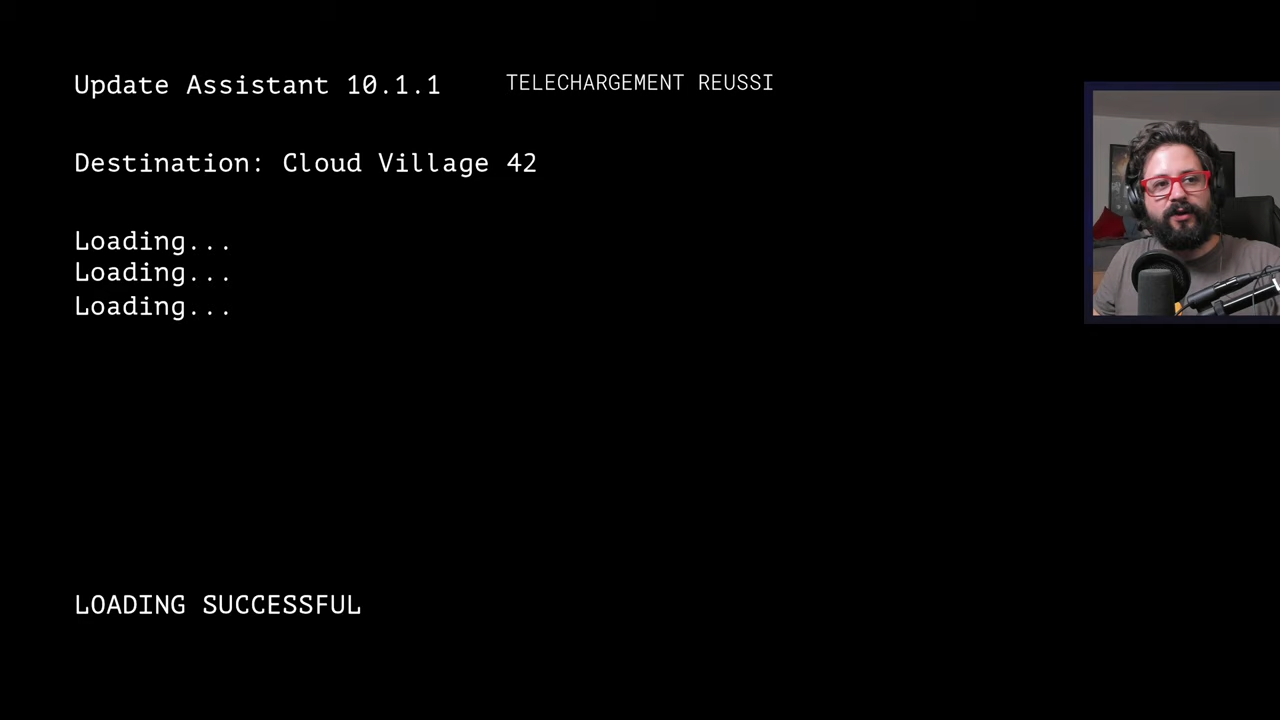 Update Assistant 10.1.1
TELECHARGEMENT REUSSI
Destination: Cloud Village 42
Loading...
Loading...
Loading...
LOADING SUCCESSFUL